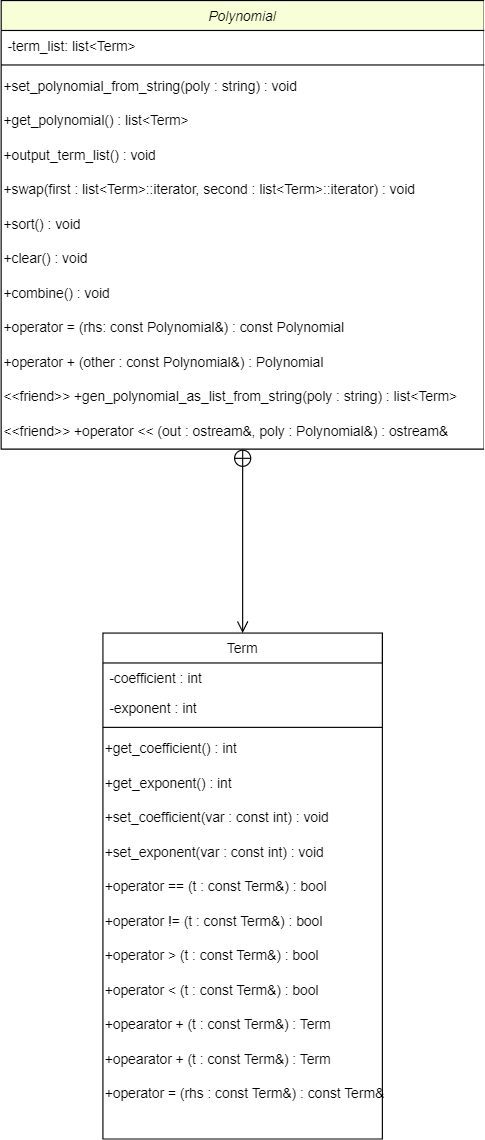 Polynomial
-term_list: list<Term>
+set_polynomial_from_string(poly : string) : void
+get_polynomial() : list<Term>
+output_term_list() : void
+swap(first : list<Term>::iterator, second : list<Term>::iterator) : void
+sort() : void
+clear() : void
+combine() : void
+operator = (rhs: const Polynomial&) : const Polynomial
+operator + (other : const Polynomial&) : Polynomial
<<friend>> +gen_polynomial_as_list_from_string(poly : string) : list<Term>
<<friend>> +operator << (out : ostream&, poly : Polynomial&) : ostream&
Term
-coefficient : int
-exponent : int
+get_coefficient() : int
+get_exponent() : int
+set_coefficient(var : const int) : void
+set_exponent(var : const int) : void
+operator == (t : const Term&) : bool
+operator != (t : const Term&) : bool
+operator > (t : const Term&) : bool
+operator < (t : const Term&) : bool
+opearator + (t : const Term&) : Term
+opearator + (t : const Term&) : Term
+operator = (rhs : const Term&) : const Term&